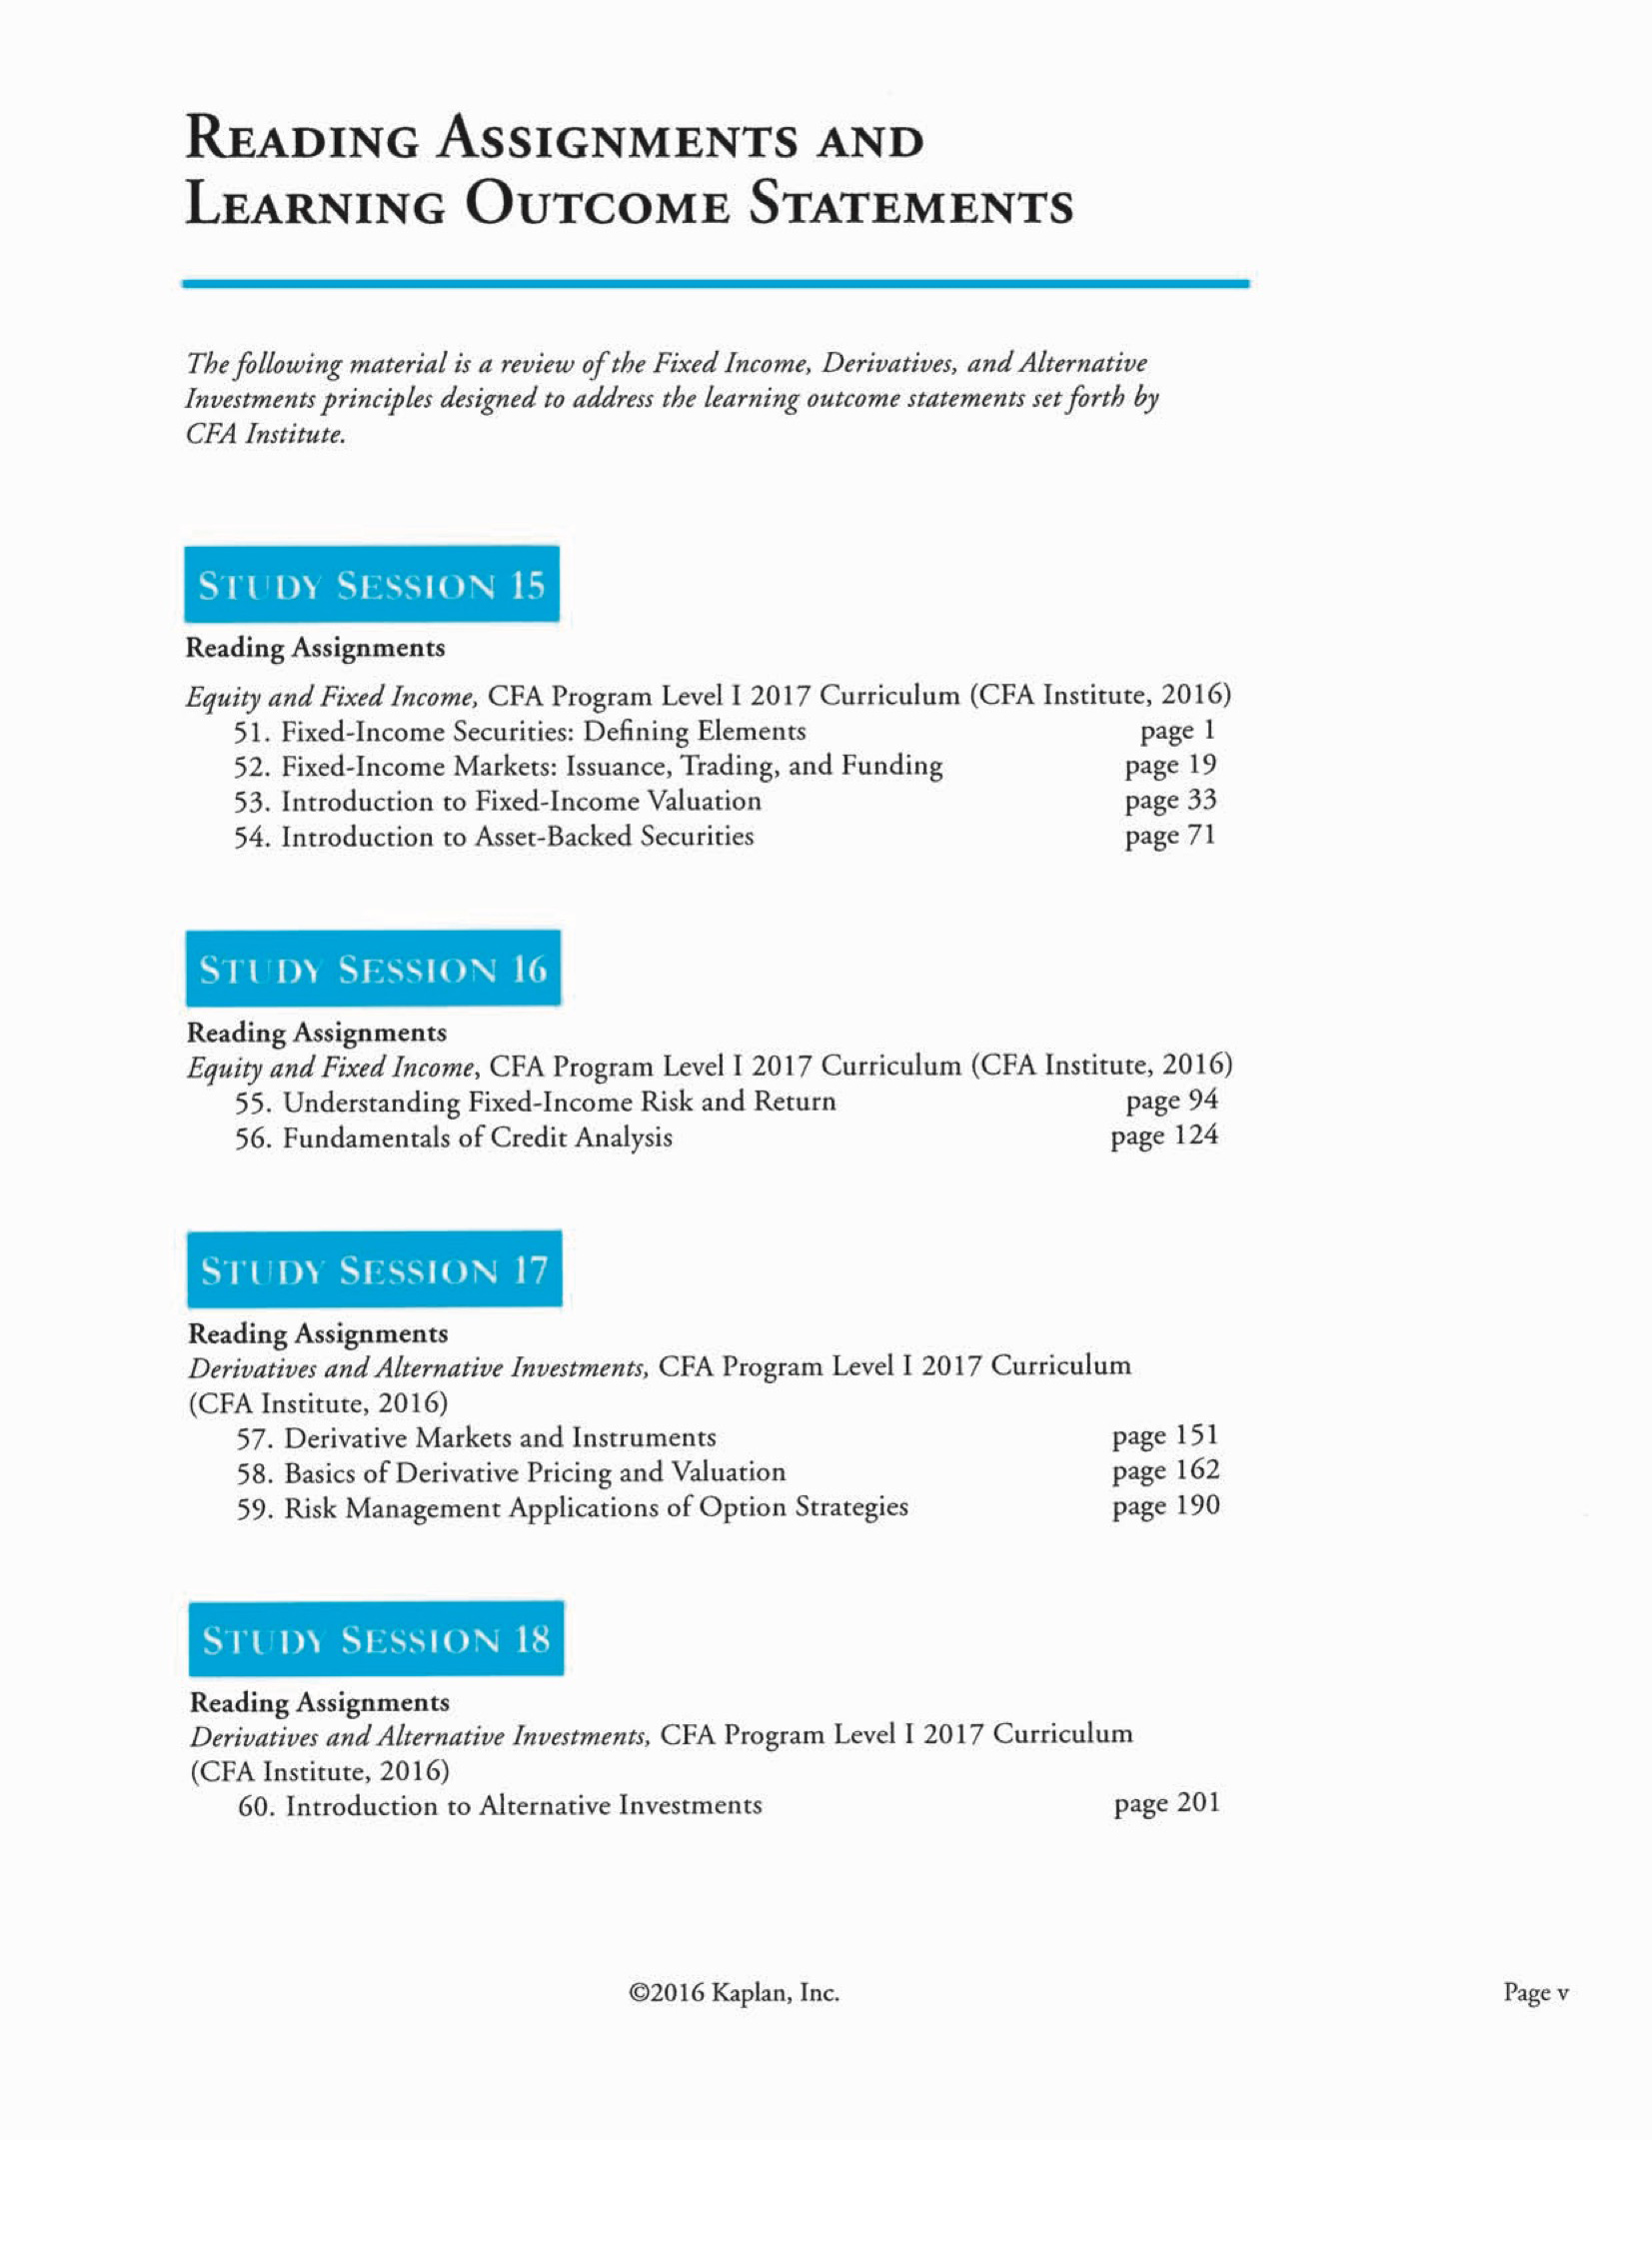 READING ASSIGNMENTS AND
LEARNING OUTCOME STATEMENTS
The following material is a review of the Fixed Income, Derivatives, and Alternative
Investments principles designed to address the learning outcome statements set forth by
CFA Institute.
STUDY SESSION 15
Reading Assignments
Equity and Fixed Income, CFA Program Level I 2017 Curriculum (CFA Institute, 2016)
51. Fixed-Income Securities: Defining Elements page 1
52. Fixed-Income Markets: Issuance, Trading, and Funding page 19
53. Introduction to Fixed-Income Valuation page 33
54. Introduction to Asset-Backed Securities page 71
STUDY SESSION 16
Reading Assignments
Equity and Fixed Income, CFA Program Level I 2017 Curriculum (CFA Institute, 2016)
55. Understanding Fixed-Income Risk and Return page 94
56. Fundamentals of Credit Analysis page 124
STUDY SESSION 17
Reading Assignments
Derivatives and Alternative Investments, CFA Program Level I 2017 Curriculum
(CFA Institute, 2016)
57. Derivative Markets and Instruments page 151
58. Basics of Derivative Pricing and Valuation page 162
59. Risk Management Applications of Option Strategies page 190
STUDY SESSION 18
Reading Assignments
Derivatives and Alternative Investments, CFA Program Level I 2017 Curriculum
(CFA Institute, 2016)
60. Introduction to Alternative Investments page 201
©2016 Kaplan, Inc. Page v